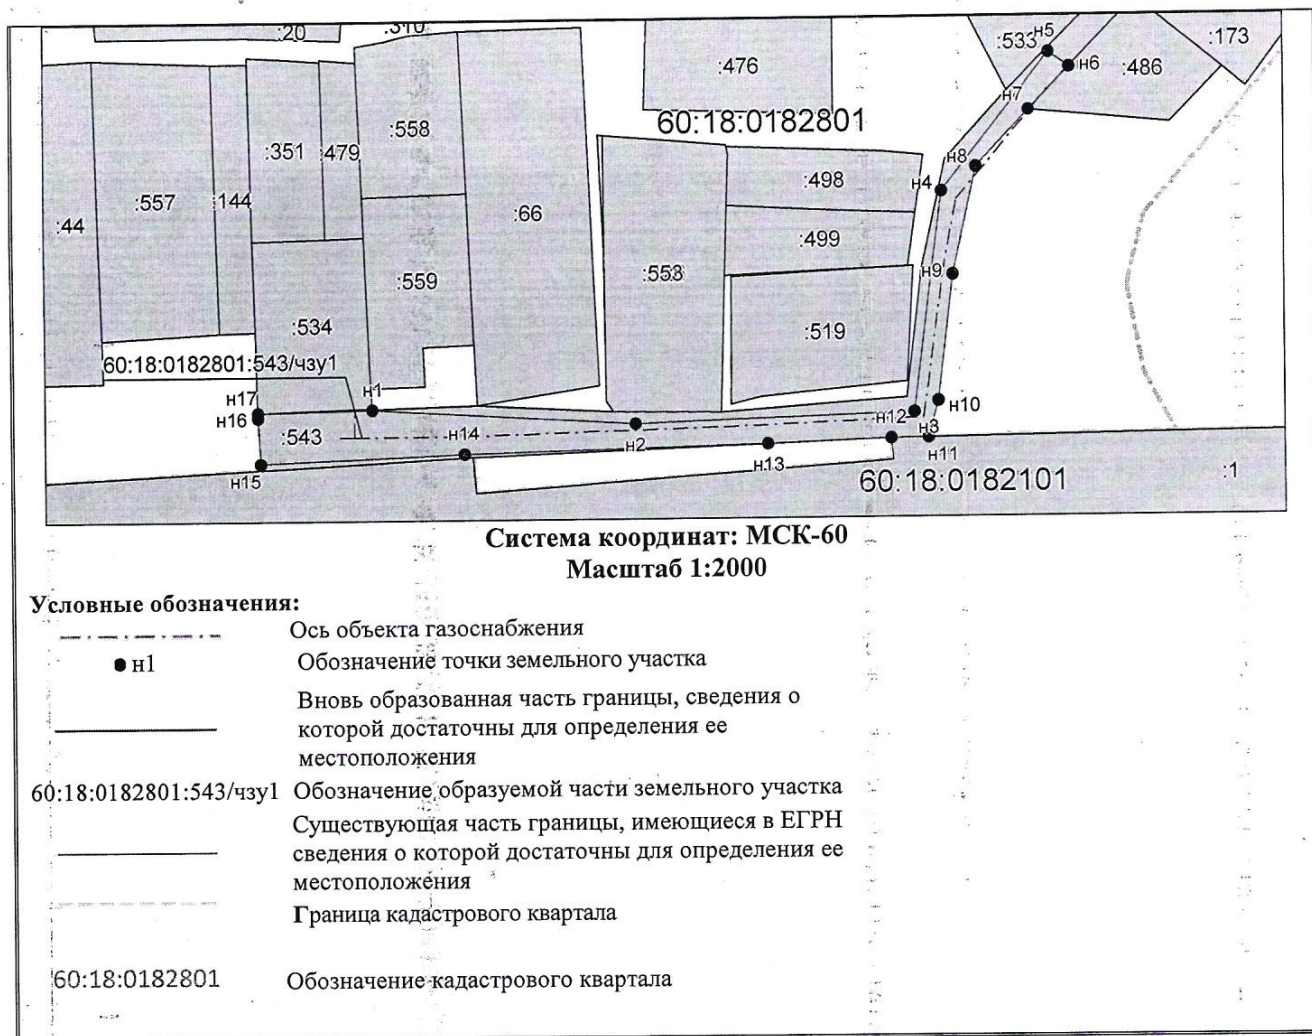 :20
:310
:533
н5
:173
:476
н6
:486
60:18:0182801
н7
:558
:351
:479
н8
:498
:557
:144
н4
:66
:44
:499
н9
:559
:553
:534
:519
60:18:0182801:543/чзу1
н17
н1
н10
н16
н12
:543
н14
н2
н3
н11
н15
н13
60:18:0182101
:1
Система координат: МСК-60
Масштаб 1:2000
Условные обозначения:
Ось объекта газоснабжения
н1 Обозначение точки земельного участка
Вновь образованная часть границы, сведения о
которой достаточны для определения ее
местоположения
60:18:0182801:543/чзу1 Обозначение образуемой части земельного участка
Существующая часть границы, имеющиеся в ЕГРН
сведения о которой достаточны для определения ее
местоположения
Граница кадастрового квартала
60:18:0182801 Обозначение кадастрового квартала